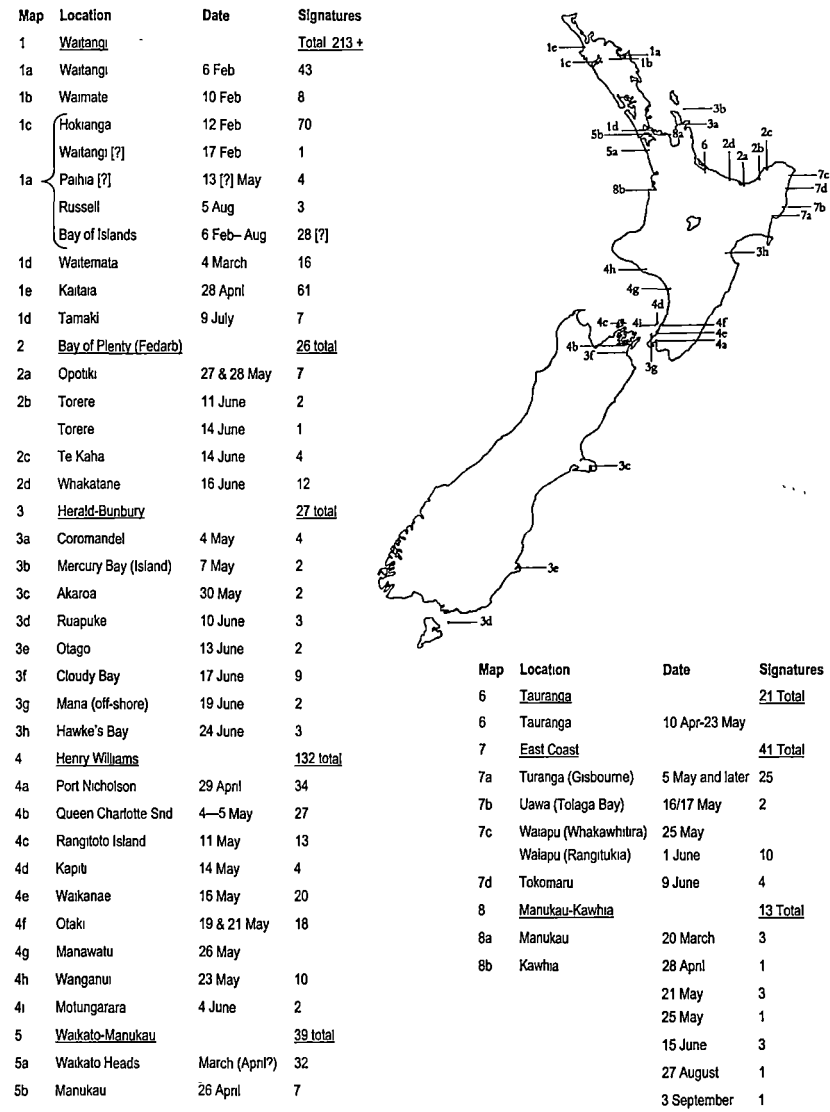 Map Location Date Signatures
1 Waitangi Total 213 +
1a Waitangi 6 Feb 43
1b Waimate 10 Feb 8
1c Hokianga 12 Feb 70
Waitangi [?] 17 Feb 1
1a Paihia [?] 13 [?] May 4
Russell 5 Aug 3
Bay of Islands 6 Feb– Aug 28 [?]
1d Waitemata 4 March 16
1e Kaitaia 28 April 61
1d Tamaki 9 July 7
2 Bay of Plenty (Fedarb) 26 total
2a Opotiki 27 & 28 May 7
2b Torere 11 June 2
Torere 14 June 1
2c Te Kaha 14 June 4
2d Whakatane 16 June 12
3 Herald-Bunbury 27 total
3a Coromandel 4 May 4
3b Mercury Bay (Island) 7 May 2
3c Akaroa 30 May 2
3d Ruapuke 10 June 3
3e Otago 13 June 2
3f Cloudy Bay 17 June 9
3g Mana (off-shore) 19 June 2
3h Hawke's Bay 24 June 3
4 Henry Williams 132 total
4a Port Nicholson 29 April 34
4b Queen Charlotte Snd 4—5 May 27
4c Rangitoto Island 11 May 13
4d Kapiti 14 May 4
4e Waikanae 16 May 20
4f Otaki 19 & 21 May 18
4g Manawatu 26 May
4h Wanganui 23 May 10
4i Motungarara 4 June 2
5 Waikato-Manukau 39 total
5a Waikato Heads March (April?) 32
5b Manukau 26 April 7
1e
1a
1c
1b
3b
1d
3a
5b
8a
5a
6
2d
2c
2b
2a
7c
8b
7d
7b
7a
3h
4h
4g
4d
4c
4i
4f
4e
4b
4a
3f
3g
3c
3e
3d
Map Location Date Signatures
6 Tauranga 21 Total
6 Tauranga 10 Apr-23 May
7 East Coast 41 Total
7a Turanga (Gisbourne) 5 May and later 25
7b Uawa (Tolaga Bay) 16/17 May 2
7c Waiapu (Whakawhitira) 25 May
Waiapu (Rangitukia) 1 June 10
7d Tokomaru 9 June 4
8 Manukau-Kawhia 13 Total
8a Manukau 20 March 3
8b Kawhia 28 April 1
21 May 3
25 May 1
15 June 3
27 August 1
3 September 1